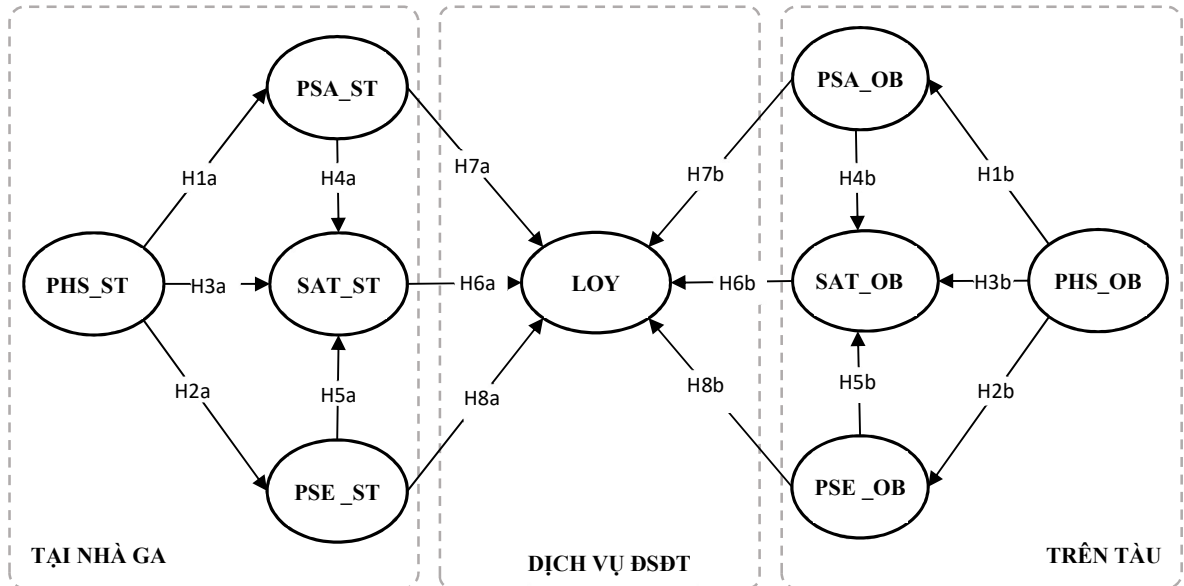 PSA_ST
PSA_OB
H1a
H4a
H7a
H7b
H4b
H1b
PHS_ST
H3a
SAT_ST
H6a
LOY
H6b
SAT_OB
H3b
PHS_OB
H2a
H5a
H8a
H8b
H5b
H2b
PSE _ST
PSE _OB
TẠI NHÀ GA
DỊCH VỤ ĐSĐT
TRÊN TÀU